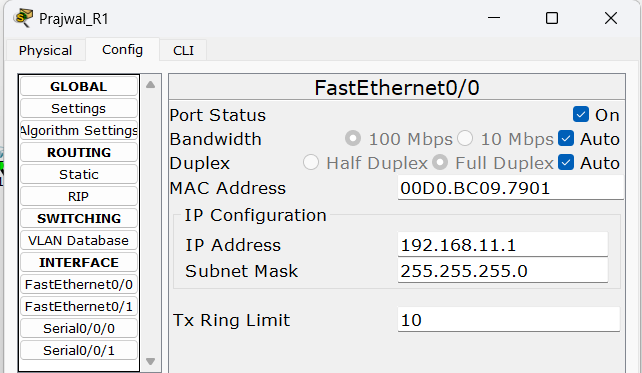 Prajwal_R1
Physical Config CLI
GLOBAL
Settings
Algorithm Settings
ROUTING
Static
RIP
SWITCHING
VLAN Database
INTERFACE
FastEthernet0/0
FastEthernet0/1
Serial0/0/0
Serial0/0/1
FastEthernet0/0
Port Status On
Bandwidth 100 Mbps 10 Mbps Auto
Duplex Half Duplex Full Duplex Auto
MAC Address 00D0.BC09.7901
IP Configuration
IP Address 192.168.11.1
Subnet Mask 255.255.255.0
Tx Ring Limit 10